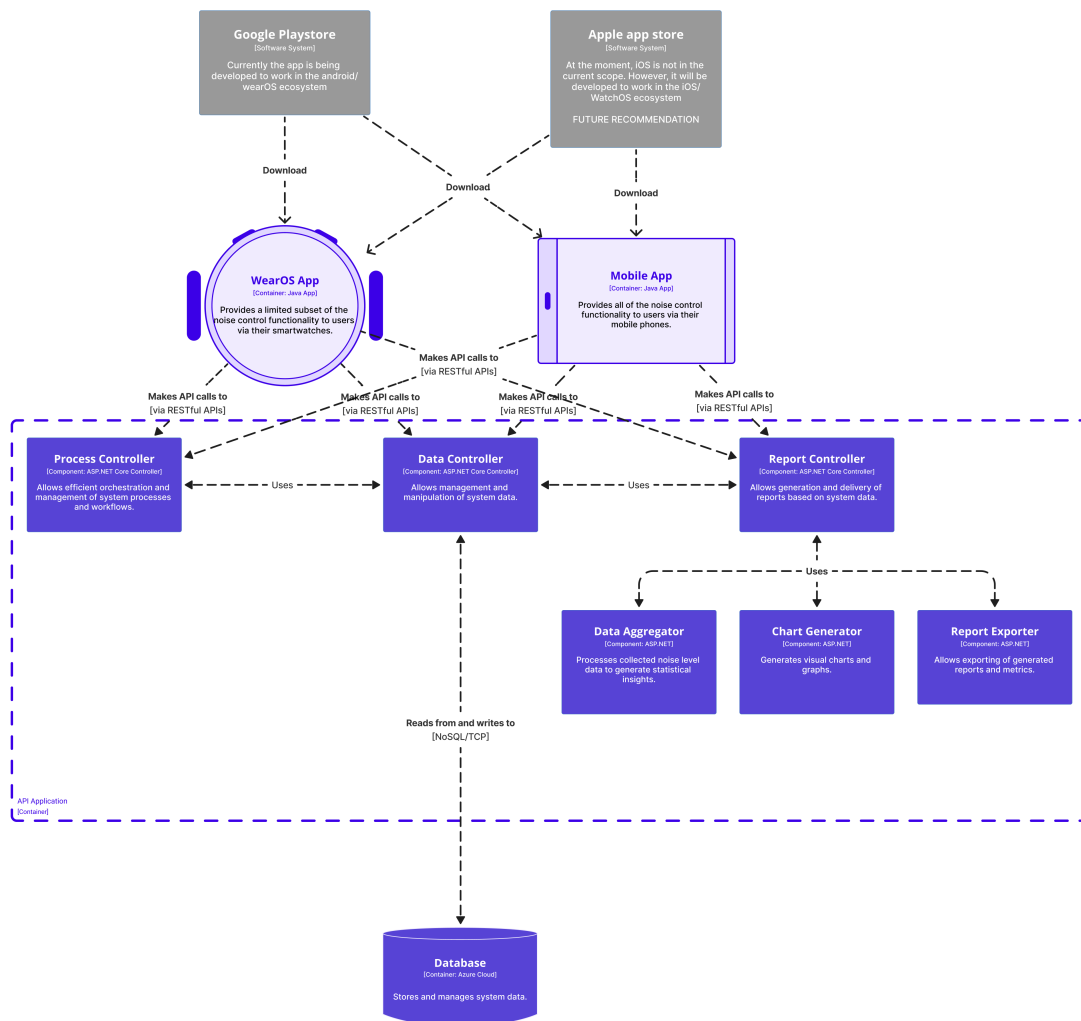 Google Playstore
[Software System]
Currently the app is being
developed to work in the android/
wearOS ecosystem
Apple app store
[Software System]
At the moment, iOS is not in the
current scope. However, it will be
developed to work in the iOS/
WatchOS ecosystem
FUTURE RECOMMENDATION
Download
Download
Download
WearOS App
[Container: Java App]
Provides a limited subset of the
noise control functionality to users
via their smartwatches.
Mobile App
[Container: Java App]
Provides all of the noise control
functionality to users via their
mobile phones.
Makes API calls to
[via RESTful APIs]
Makes API calls to
[via RESTful APIs]
Makes API calls to
[via RESTful APIs]
Makes API calls to
[via RESTful APIs]
Makes API calls to
[via RESTful APIs]
Process Controller
[Component: ASP.NET Core Controller]
Allows efficient orchestration and
management of system processes
and workflows.
Uses
Data Controller
[Component: ASP.NET Core Controller]
Allows management and
manipulation of system data.
Uses
Report Controller
[Component: ASP.NET Core Controller]
Allows generation and delivery of
reports based on system data.
Uses
Data Aggregator
[Component: ASP.NET]
Processes collected noise level
data to generate statistical
insights.
Chart Generator
[Component: ASP.NET]
Generates visual charts and
graphs.
Report Exporter
[Component: ASP.NET]
Allows exporting of generated
reports and metrics.
Reads from and writes to
[NoSQL/TCP]
API Application
[Container]
Database
[Container: Azure Cloud]
Stores and manages system data.